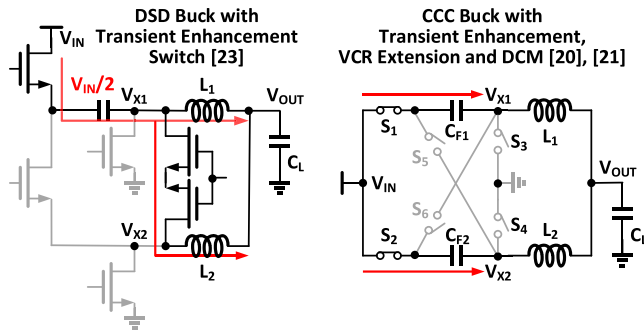 DSD Buck with
Transient Enhancement
Switch [23]
V_IN
V_IN/2
V_X1
L_1
V_OUT
C_L
V_X2
L_2
CCC Buck with
Transient Enhancement,
VCR Extension and DCM [20], [21]
V_X1
S_1
C_F1
S_3
L_1
S_5
V_IN
V_OUT
S_6
S_4
S_2
C_F2
L_2
C_L
V_X2